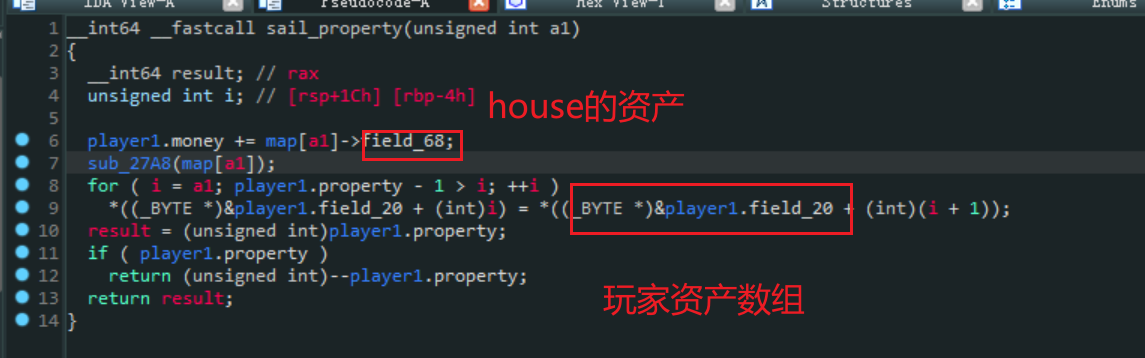 IDA View-A Pseudocode-A Hex View-1 Structures Enums
1 __int64 __fastcall sail_property(unsigned int a1)
2 {
3 __int64 result; // rax
4 unsigned int i; // [rsp+1Ch] [rbp-4h]
house的资产
5
6 player1.money += map[a1]->field_68;
7 sub_27A8(map[a1]);
8 for ( i = a1; player1.property - 1 > i; ++i )
9 *((_BYTE *)&player1.field_20 + (int)i) = *((_BYTE *)&player1.field_20 + (int)(i + 1));
10 result = (unsigned int)player1.property;
11 if ( player1.property )
12 return (unsigned int)--player1.property;
玩家资产数组
13 return result;
14 }